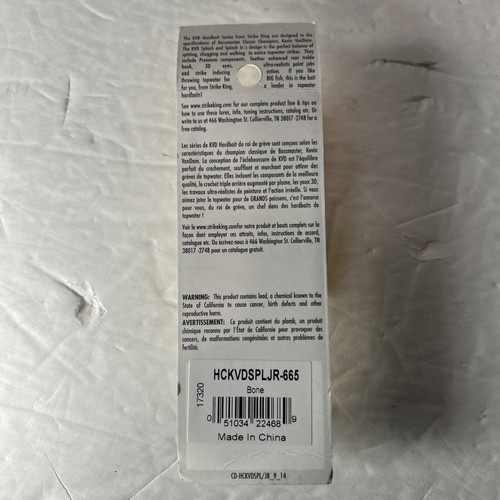 The KVD Hardbait Series from Strike King are designed in the
specifications of Bassmaster Classic Champion, Kevin VanDam.
The KVD Splash and Splash Jr.'s design is the perfect balance of
spitting, chugging and walking to entice topwater strikes. They
include Premium components, feather enhanced rear treble
hook, 3D eyes, ultra-realistic paint jobs
and strike inducing action. If you like
throwing topwater for BIG fish, this is the bait
for you, from Strike King, a leader in topwater
hardbaits!
See www.strikeking.com for our complete product line & tips on
how to use these lures, info, toning instructions, catalog etc. Or
write to us at 466 Washington St. Collierville, TN 38017-2748 for a
free catalog.
Les séries de KVD Hardbait du roi de grève sont conçues selon les
caractéristiques du champion classique de Bassmaster, Kevin
VanDam. La conception de l'éclaboussure de KVD est l'équilibre
parfait du crachement, soufflant et marchant pour attirer des
grèves de topwater. Elles incluent les composants de la meilleure
qualité, le crochet triple arrière augmenté par plume, les yeux 3D,
les travaux ultra-réalistes de peinture et l'action irréelle. Si vous
aimez jeter le topwater pour de GRANDS poissons, c'est l'amorce
pour vous, du roi de grève, un chef dans des hardbaits de
topwater !
Voir le www.strikeking.comfor notre produit et bouts complets sur la
façon dont employer ces attraits, infos, instructions de accord,
catalogue etc. Ou écrivez-nous à 466 Washington St. Collierville, TN
38017 -2748 pour un catalogue gratuit.
WARNING: This product contains lead, a chemical known to the
State of California to cause cancer, birth defects and other
reproductive harm.
AVERTISSEMENT: Ce produit contient du plomb, un produit
chimique reconnu par l'État de Californie pour provoquer des
cancers, de malformations congénitales et autres problèmes de
fertilité.
HCKVDSPLJR-665
Bone
17320
0 51034 22468 9
Made In China
CD-HCKVDSPL/JR_9_14